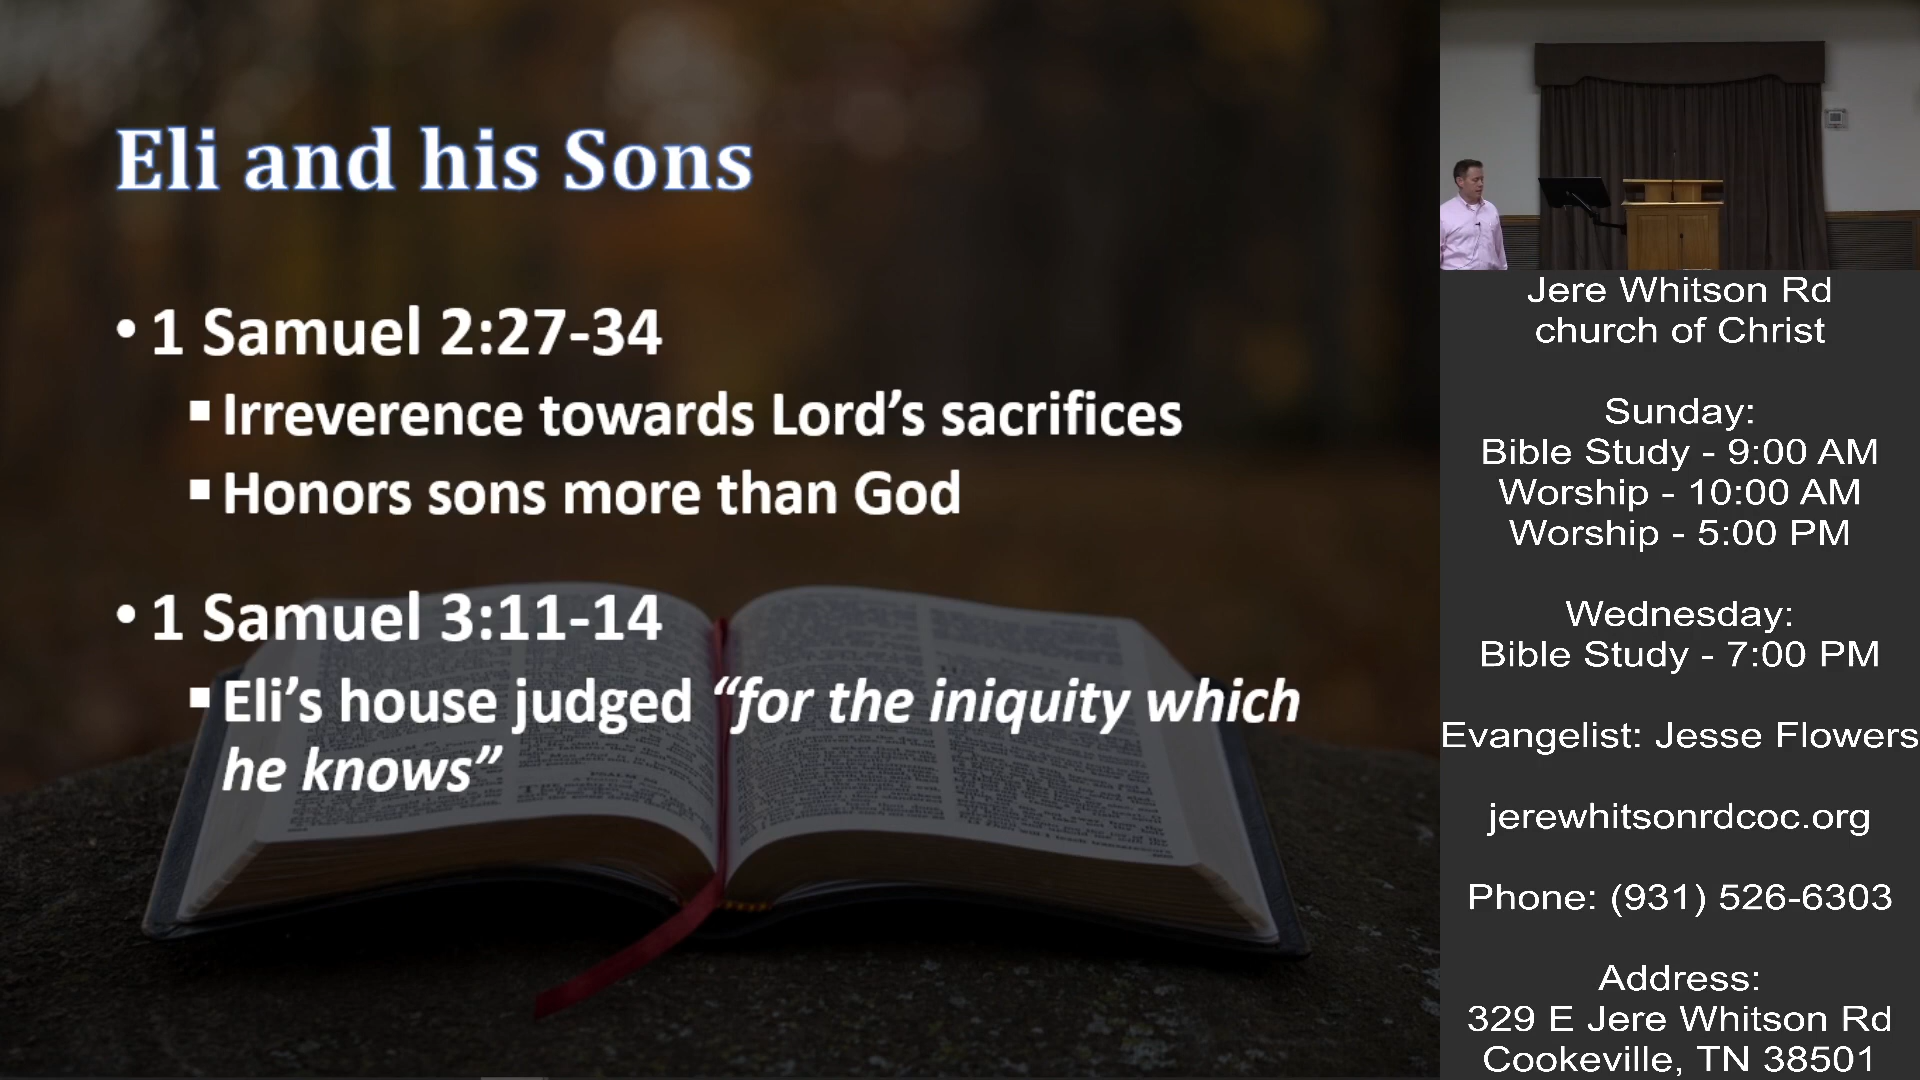 Eli and his Sons
• 1 Samuel 2:27-34
▪ Irreverence towards Lord’s sacrifices
▪ Honors sons more than God
• 1 Samuel 3:11-14
▪ Eli’s house judged “for the iniquity which
he knows”
Jere Whitson Rd
church of Christ
Sunday:
Bible Study - 9:00 AM
Worship - 10:00 AM
Worship - 5:00 PM
Wednesday:
Bible Study - 7:00 PM
Evangelist: Jesse Flowers
jerewhitsonrdcoc.org
Phone: (931) 526-6303
Address:
329 E Jere Whitson Rd
Cookeville, TN 38501